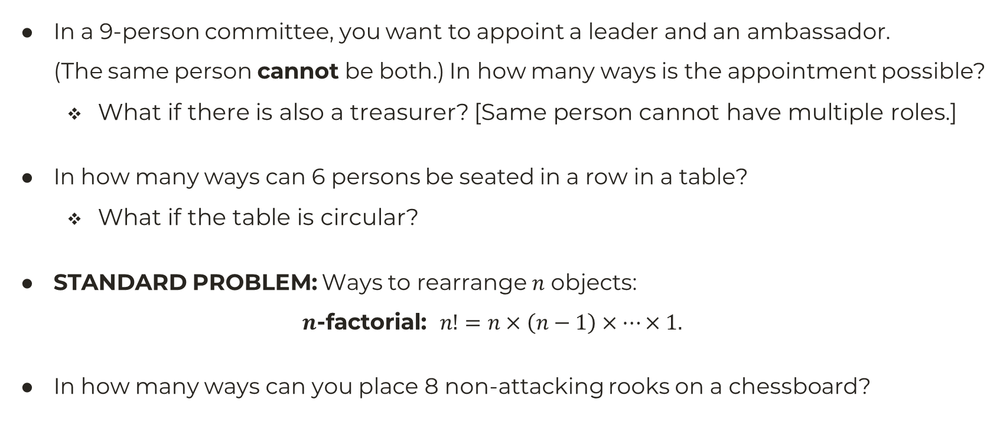 ● In a 9-person committee, you want to appoint a leader and an ambassador.
(The same person cannot be both.) In how many ways is the appointment possible?
❖ What if there is also a treasurer? [Same person cannot have multiple roles.]
● In how many ways can 6 persons be seated in a row in a table?
❖ What if the table is circular?
● STANDARD PROBLEM: Ways to rearrange n objects:
n-factorial: n! = n × (n − 1) × ⋯ × 1.
● In how many ways can you place 8 non-attacking rooks on a chessboard?